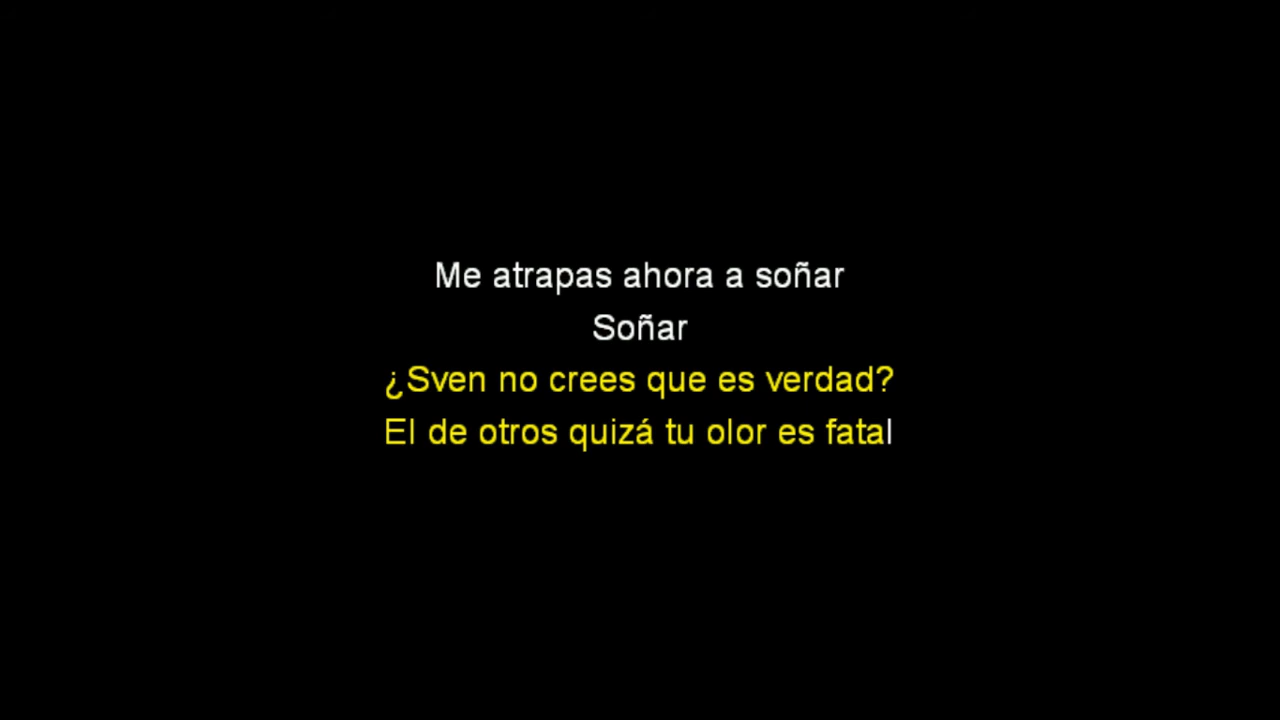 Me atrapas ahora a soñar
Soñar
¿Sven no crees que es verdad?
El de otros quizá tu olor es fatal